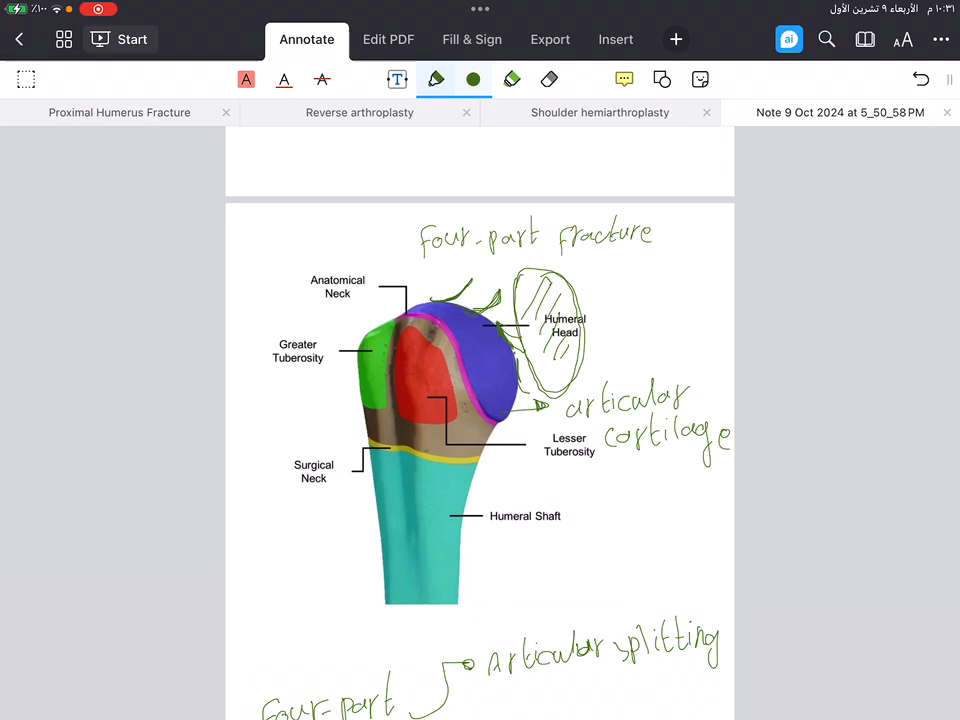 ١٠٠٪ ١٠:٣١ م الأربعاء ٩ تشرين الأول
Start Annotate Edit PDF Fill & Sign Export Insert ai AA
A A A T
Proximal Humerus Fracture Reverse arthroplasty Shoulder hemiarthroplasty Note 9 Oct 2024 at 5_50_58 PM
four-part fracture
Anatomical
Neck
Humeral
Head
Greater
Tuberosity
articular
cartilage
Lesser
Tuberosity
Surgical
Neck
Humeral Shaft
Articular splitting
four-part